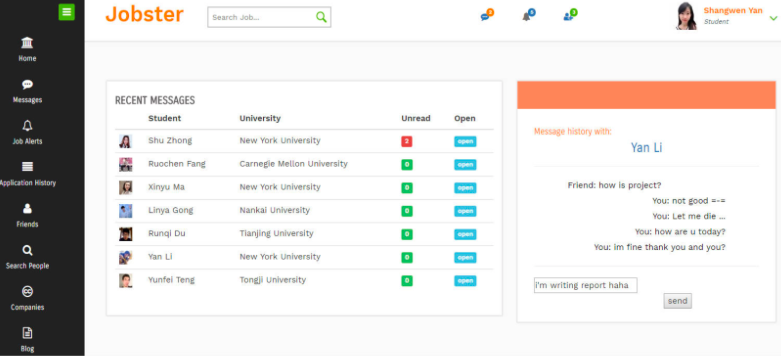 Jobster
Search Job...
2
6
3
Shangwen Yan
Student
Home
Messages
Job Alerts
Application History
Friends
Search People
Companies
Blog
RECENT MESSAGES
Student University Unread Open
Shu Zhong New York University 2 open
Ruochen Fang Carnegie Mellon University 0 open
Xinyu Ma New York University 0 open
Linya Gong Nankai University 0 open
Runqi Du Tianjing University 0 open
Yan Li New York University 0 open
Yunfei Teng Tongji University 0 open
Message history with:
Yan Li
Friend: how is project?
You: not good =-=
You: Let me die ...
You: how are u today?
You: im fine thank you and you?
i'm writing report haha
send